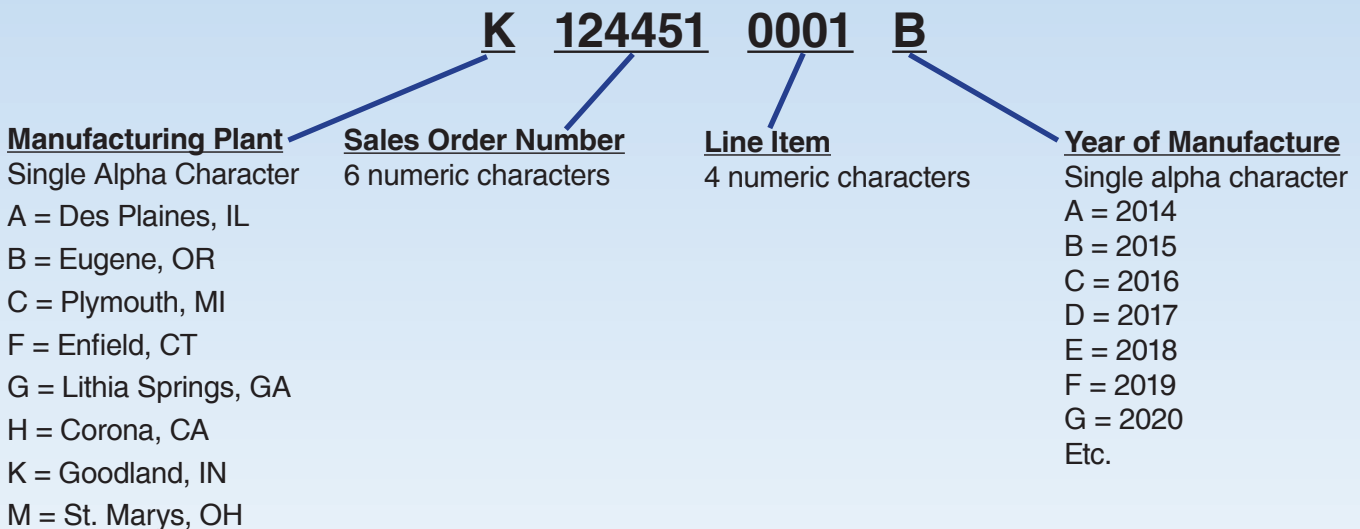 K 124451 0001 B
Manufacturing Plant
Single Alpha Character
A = Des Plaines, IL
B = Eugene, OR
C = Plymouth, MI
F = Enfield, CT
G = Lithia Springs, GA
H = Corona, CA
K = Goodland, IN
M = St. Marys, OH
Sales Order Number
6 numeric characters
Line Item
4 numeric characters
Year of Manufacture
Single alpha character
A = 2014
B = 2015
C = 2016
D = 2017
E = 2018
F = 2019
G = 2020
Etc.